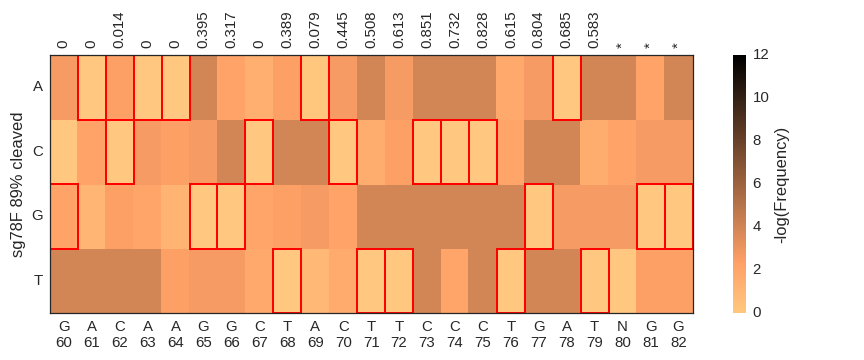 0 0 0.014 0 0 0.395 0.317 0 0.389 0.079 0.445 0.508 0.613 0.851 0.732 0.828 0.615 0.804 0.685 0.583 * * *
sg78F 89% cleaved
A
C
G
T
G A C A A G G C T A C T T C C C T G A T N G G
60 61 62 63 64 65 66 67 68 69 70 71 72 73 74 75 76 77 78 79 80 81 82
12
10
8
6
4
2
0
-log(Frequency)